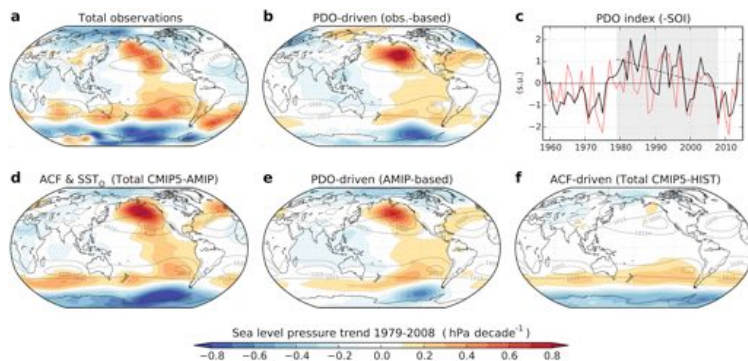 a Total observations
b PDO-driven (obs.-based)
c PDO index (-SOI)
2
1
0
-1
-2
(s.u.)
1960 1970 1980 1990 2000 2010
d ACF & SST₀ (Total CMIP5-AMIP)
e PDO-driven (AMIP-based)
f ACF-driven (Total CMIP5-HIST)
Sea level pressure trend 1979-2008 (hPa decade⁻¹)
−0.8 −0.6 −0.4 −0.2 0.0 0.2 0.4 0.6 0.8